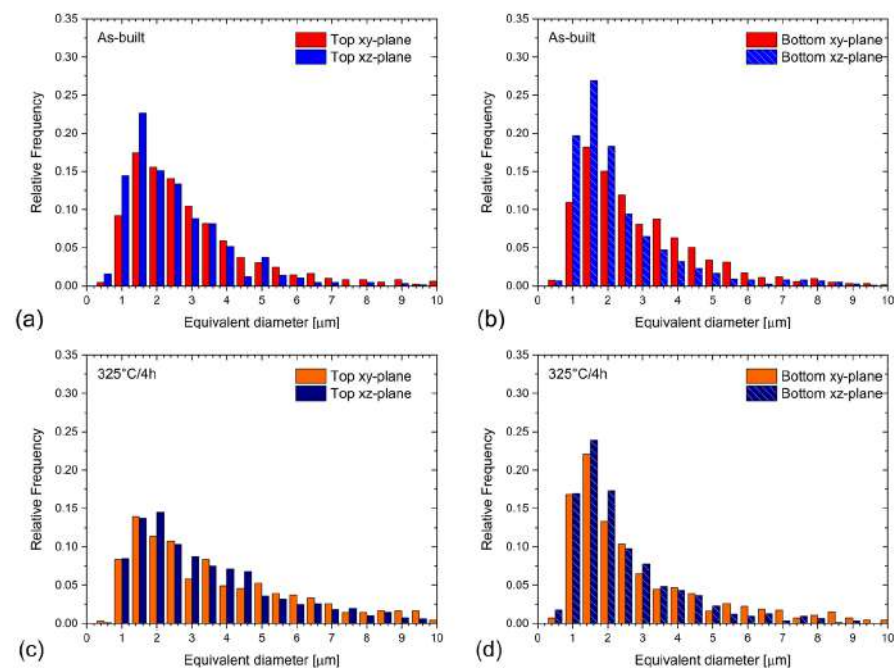 As-built
Top xy-plane
Top xz-plane
0.35
0.30
0.25
0.20
0.15
0.10
0.05
0.00
Relative Frequency
0 1 2 3 4 5 6 7 8 9 10
Equivalent diameter [μm]
(a)
As-built
Bottom xy-plane
Bottom xz-plane
0.35
0.30
0.25
0.20
0.15
0.10
0.05
0.00
Relative Frequency
0 1 2 3 4 5 6 7 8 9 10
Equivalent diameter [μm]
(b)
325°C/4h
Top xy-plane
Top xz-plane
0.35
0.30
0.25
0.20
0.15
0.10
0.05
0.00
Relative Frequency
0 1 2 3 4 5 6 7 8 9 10
Equivalent diameter [μm]
(c)
325°C/4h
Bottom xy-plane
Bottom xz-plane
0.35
0.30
0.25
0.20
0.15
0.10
0.05
0.00
Relative Frequency
0 1 2 3 4 5 6 7 8 9 10
Equivalent diameter [μm]
(d)